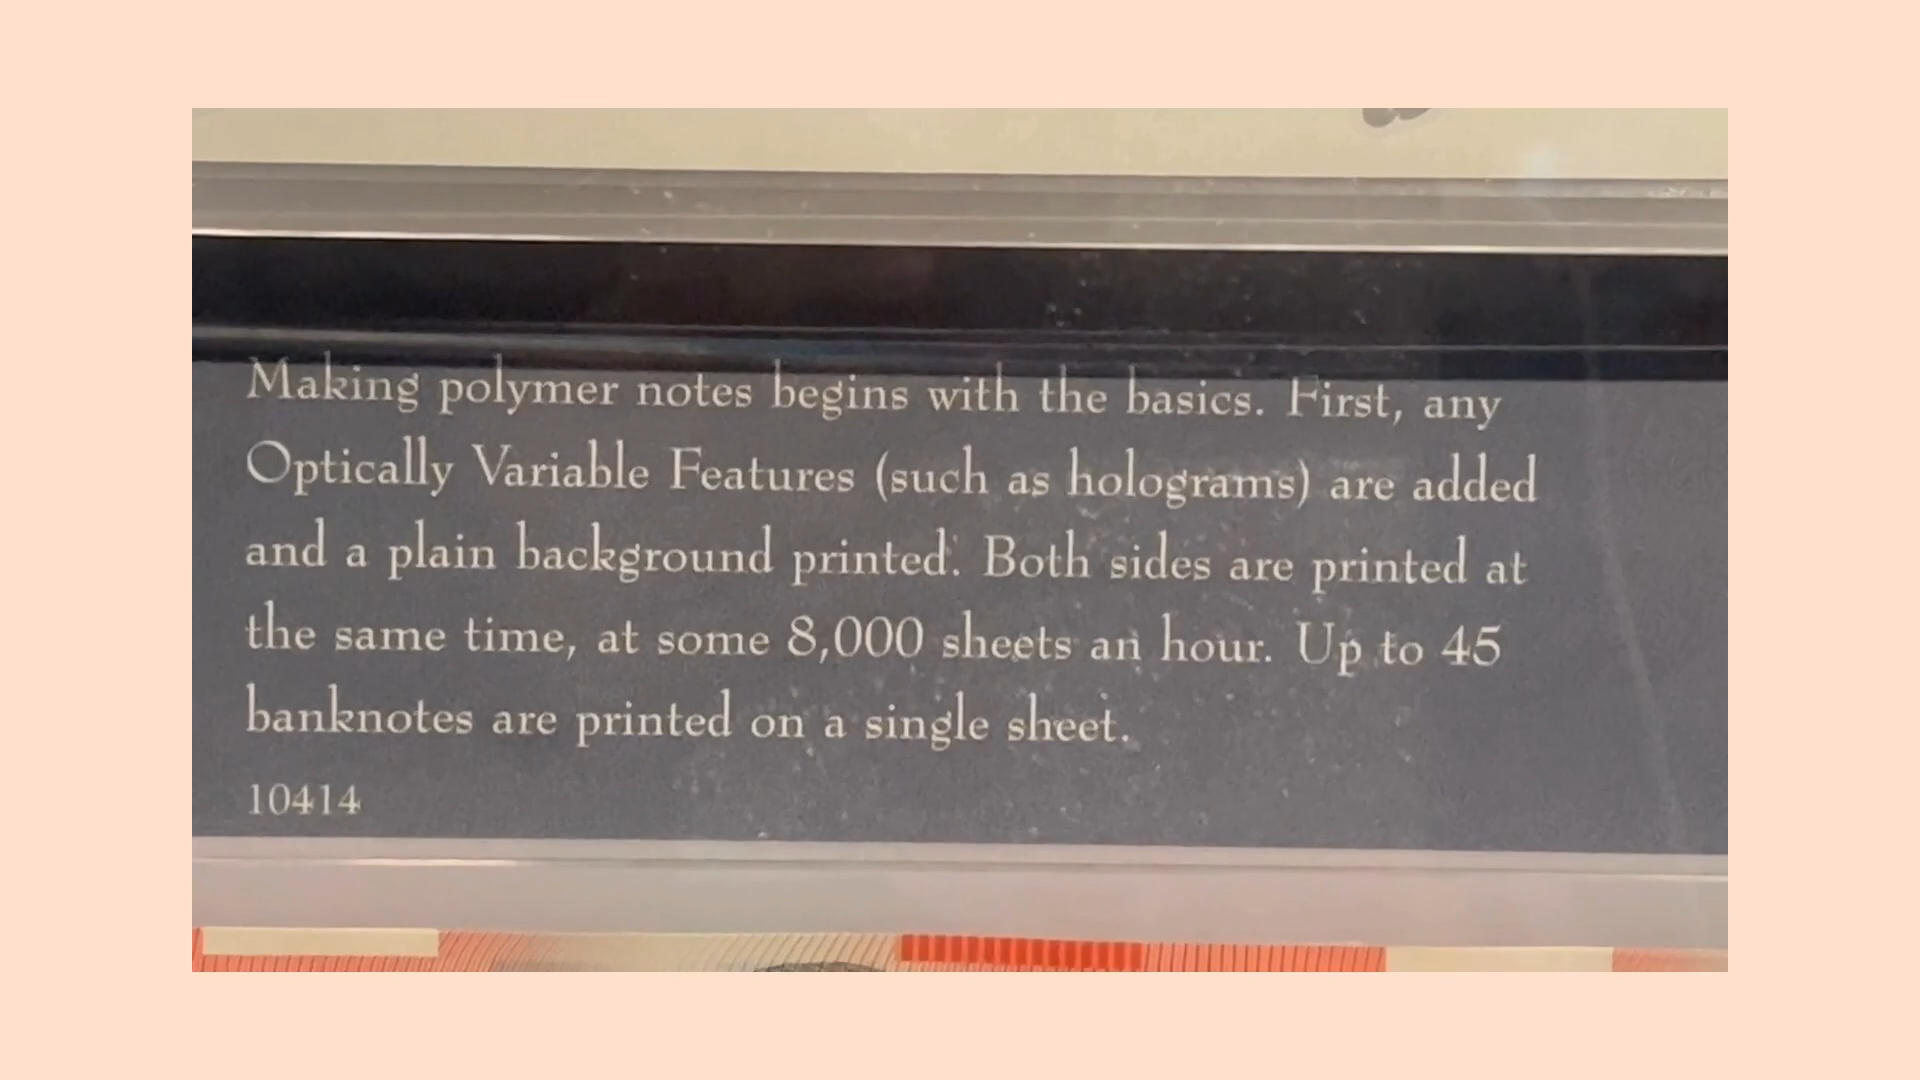 Making polymer notes begins with the basics. First, any
Optically Variable Features (such as holograms) are added
and a plain background printed. Both sides are printed at
the same time, at some 8,000 sheets an hour. Up to 45
banknotes are printed on a single sheet.
10414